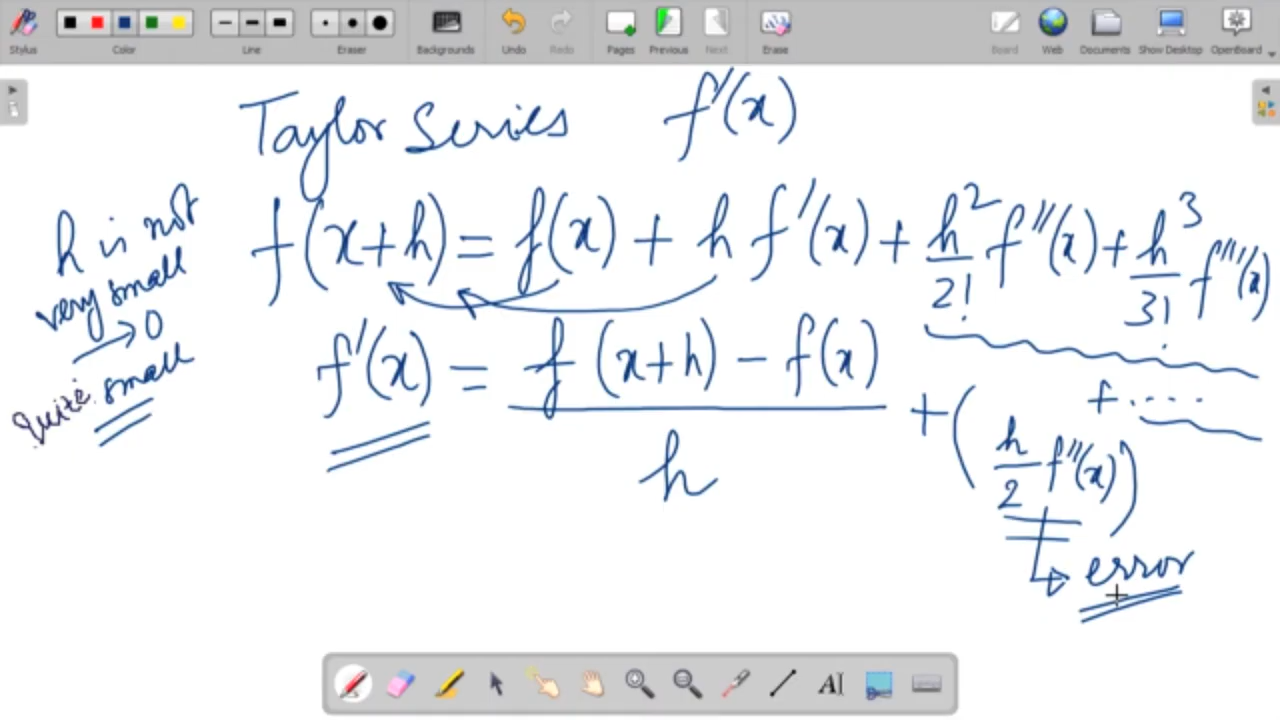 Stylus Color Line Eraser Backgrounds Undo Redo Pages Previous Next Erase Board Web Documents Show Desktop OpenBoard
Taylor Series f'(x)
h is not
very small
→ 0
quite small
f(x+h) = f(x) + h f'(x) + h²/2! f''(x) + h³/3! f'''(x)
+ ....
f'(x) = f(x+h) - f(x) / h + (h/2 f''(x))
→ error
AI